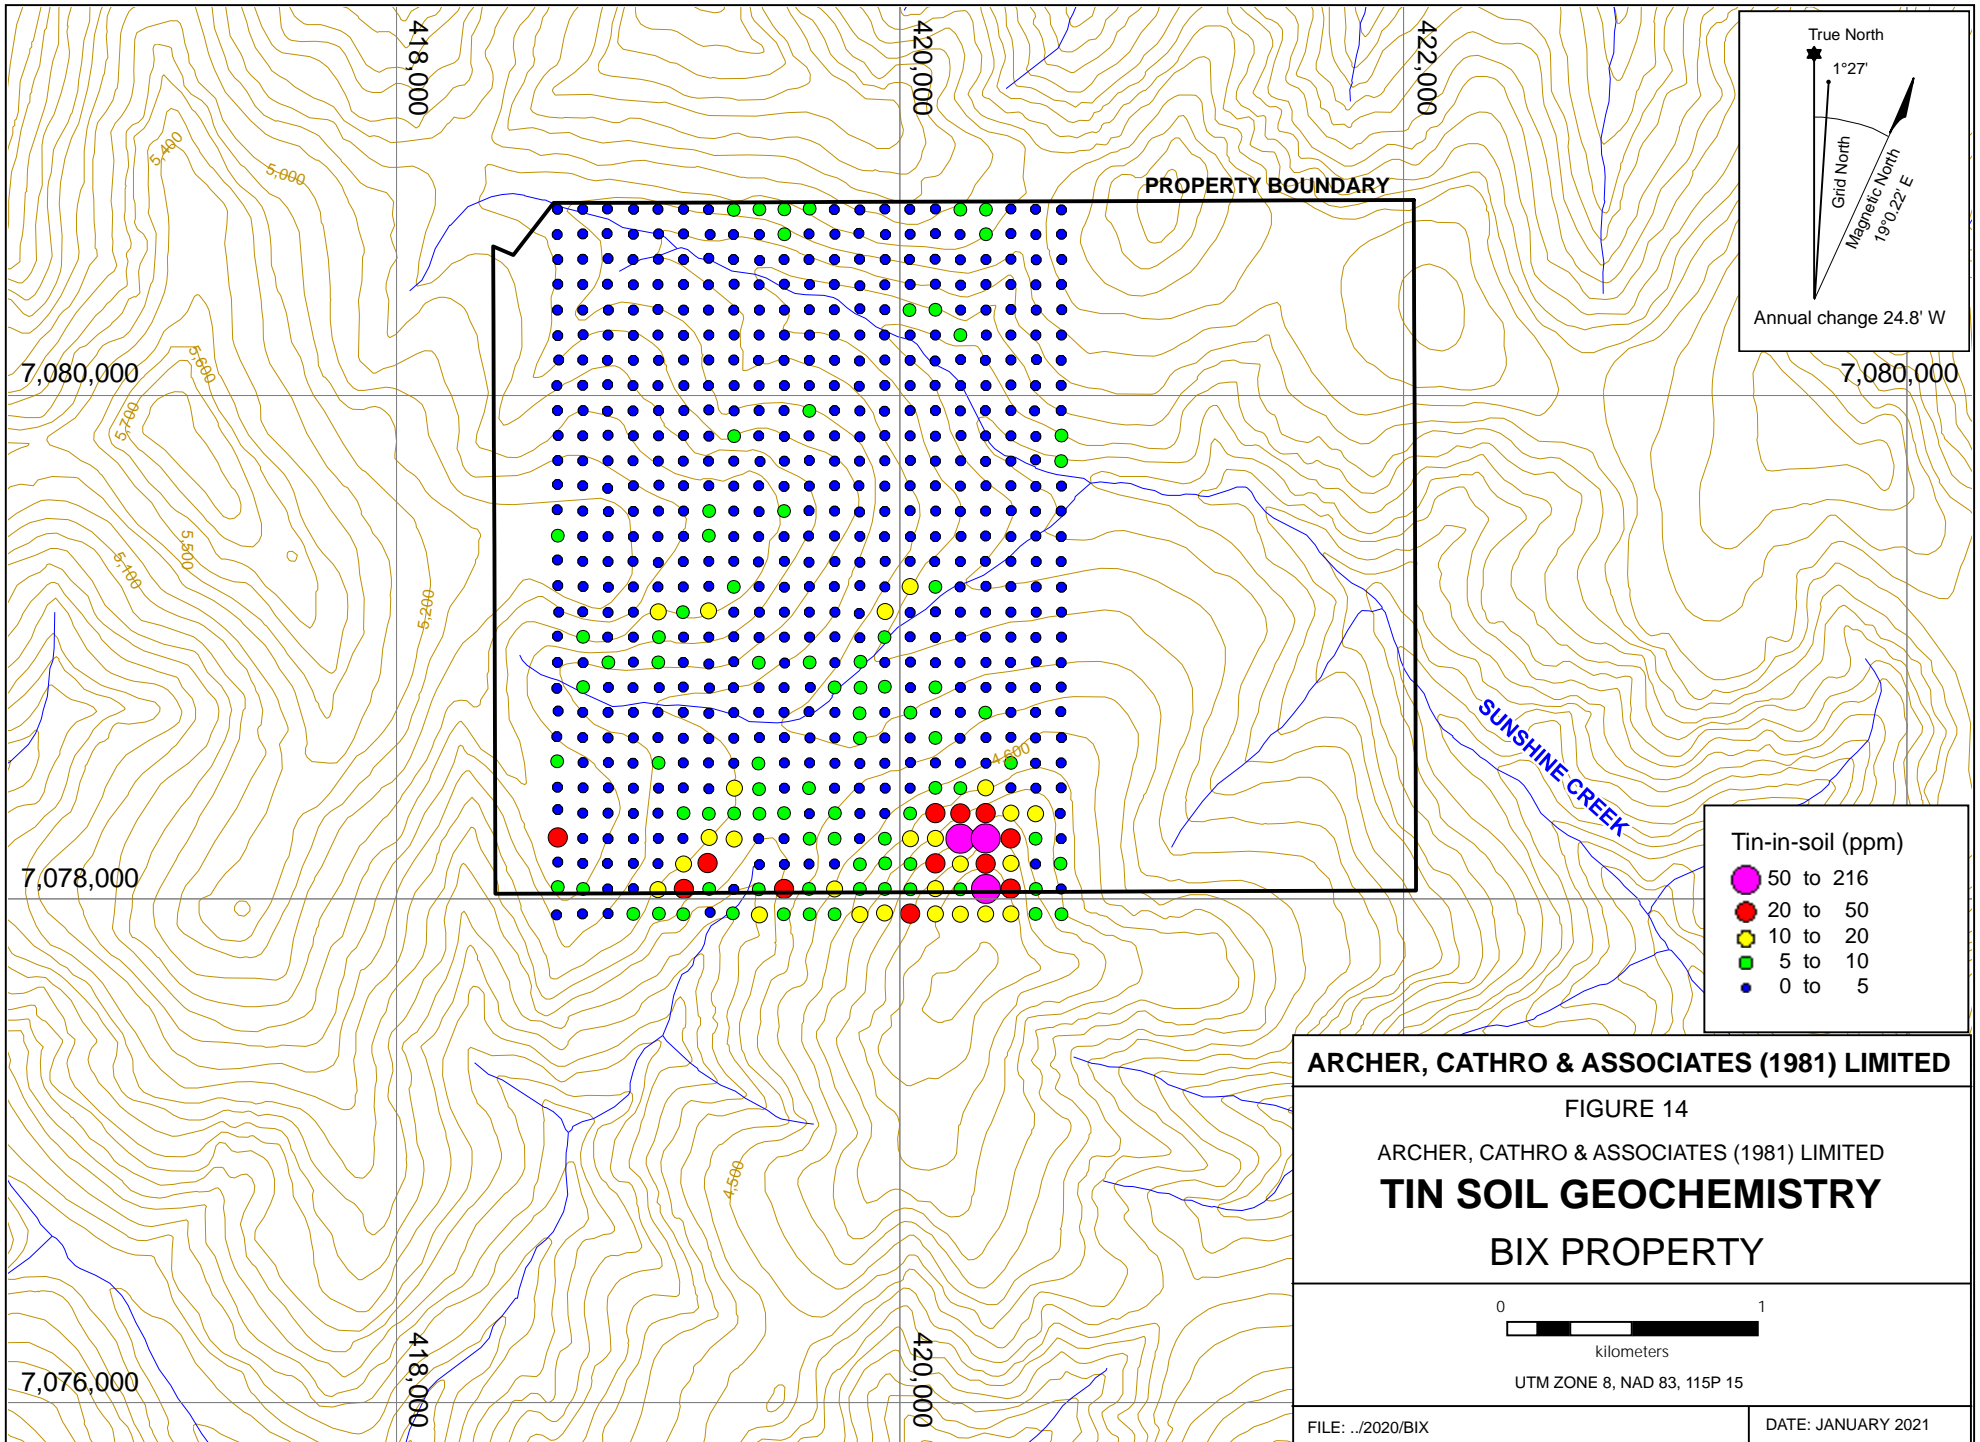 418,000
420,000
422,000
True North
1°27'
Grid North
Magnetic North
19°0.22' E
Annual change 24.8' W
5,400
5,000
PROPERTY BOUNDARY
7,080,000
7,080,000
5,600
5,700
5,500
5,100
5,200
4,600
SUNSHINE CREEK
7,078,000
Tin-in-soil (ppm)
50 to 216
20 to 50
10 to 20
5 to 10
0 to 5
4,500
7,076,000
418,000
420,000
ARCHER, CATHRO & ASSOCIATES (1981) LIMITED
FIGURE 14
ARCHER, CATHRO & ASSOCIATES (1981) LIMITED
TIN SOIL GEOCHEMISTRY
BIX PROPERTY
0 1
kilometers
UTM ZONE 8, NAD 83, 115P 15
FILE: ../2020/BIX
DATE: JANUARY 2021